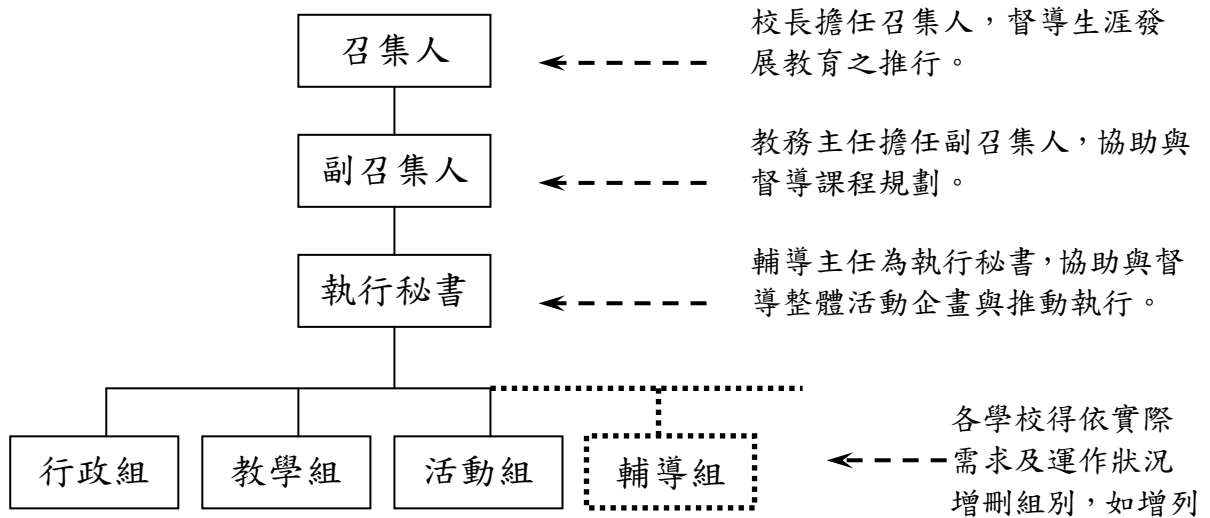 召集人
校長擔任召集人，督導生涯發
展教育之推行。
副召集人
教務主任擔任副召集人，協助與
督導課程規劃。
執行秘書
輔導主任為執行秘書，協助與督
導整體活動企畫與推動執行。
行政組
教學組
活動組
輔導組
各學校得依實際
需求及運作狀況
增刪組別，如增列